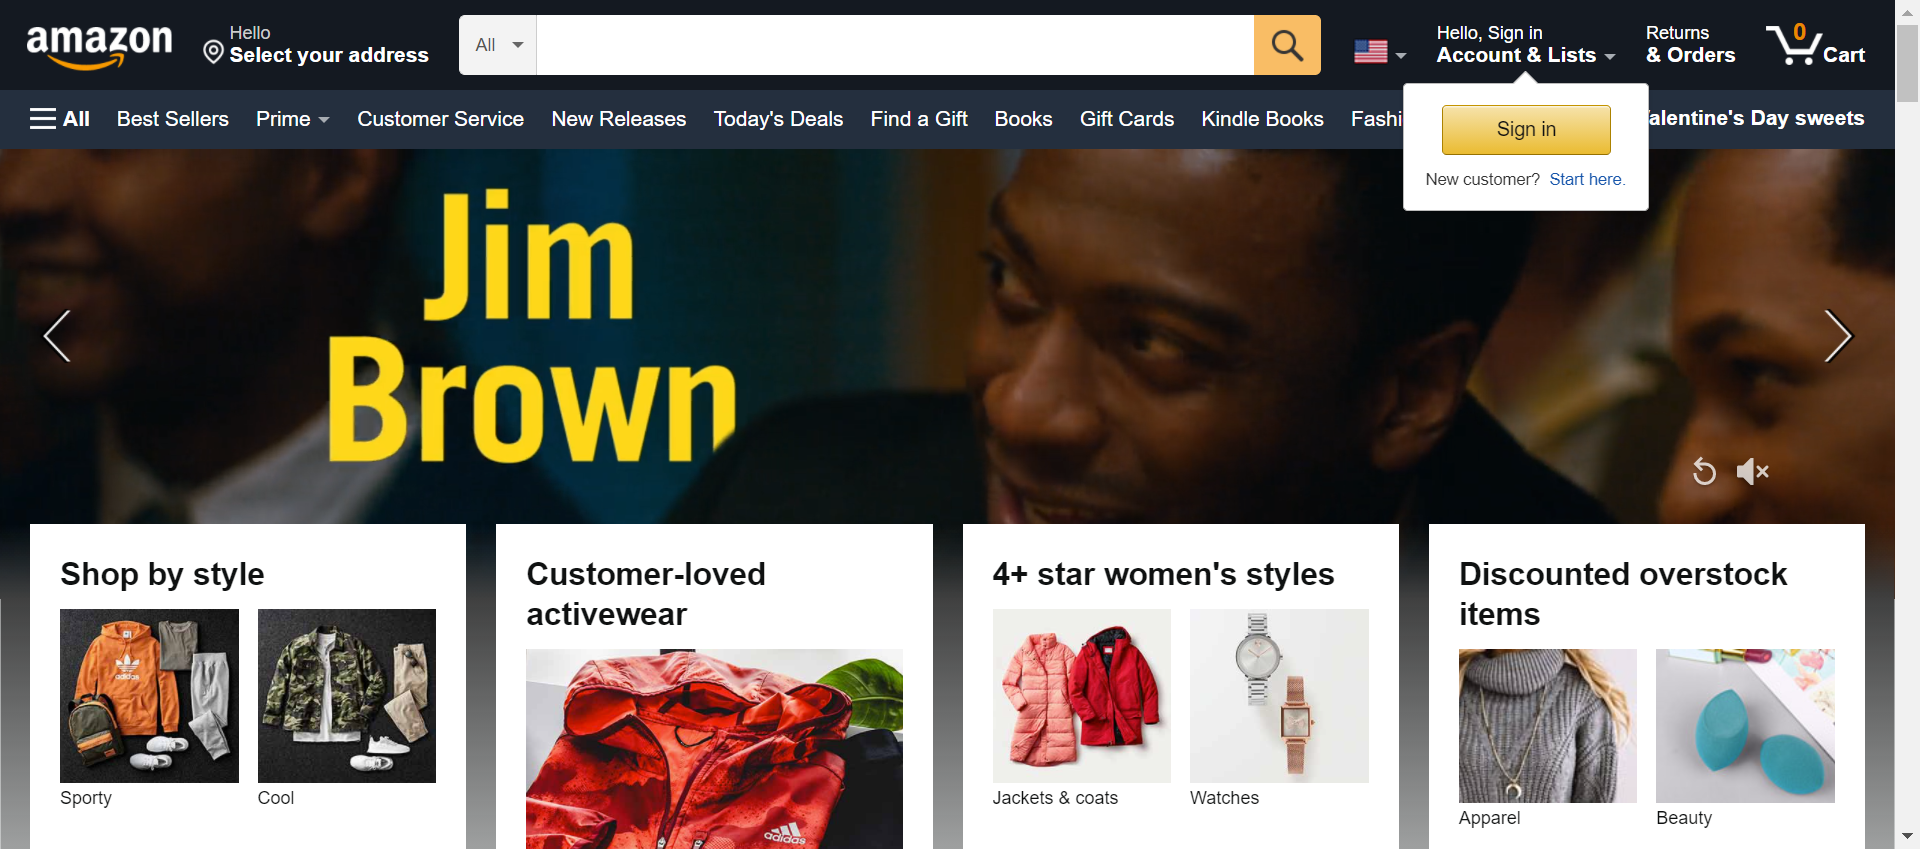 amazon
Hello
Select your address
All
Hello, Sign in
Account & Lists
Returns
& Orders
0
Cart
All
Best Sellers
Prime
Customer Service
New Releases
Today's Deals
Find a Gift
Books
Gift Cards
Kindle Books
Fashi
alentine's Day sweets
Sign in
New customer? Start here.
Jim
Brown
Shop by style
Sporty
Cool
adidas
Customer-loved
activewear
adidas
4+ star women's styles
Jackets & coats
Watches
Discounted overstock
items
Apparel
Beauty